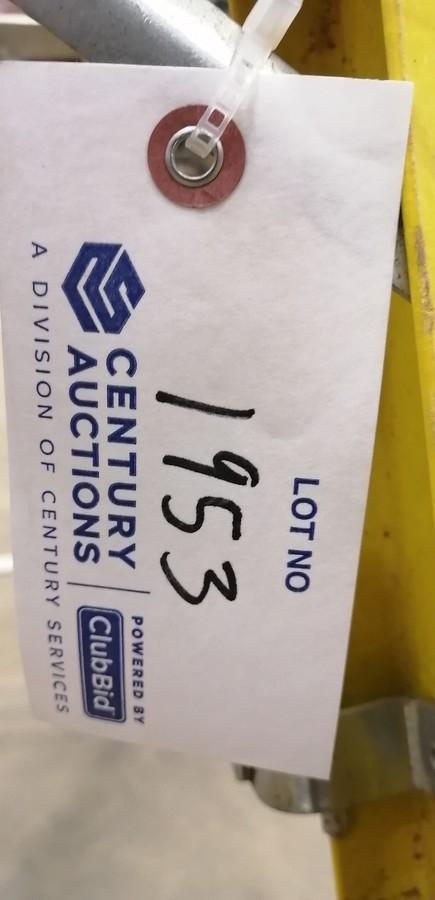 LOT NO
1953
CENTURY
AUCTIONS
POWERED BY
ClubBid
A DIVISION OF CENTURY SERVICES